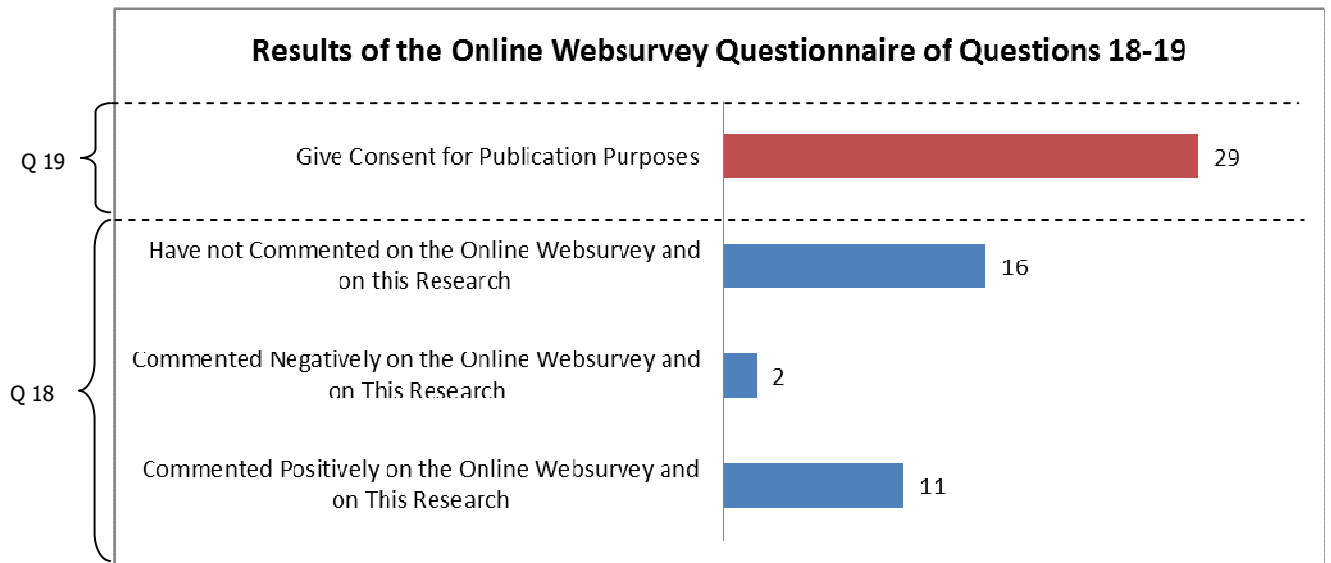 Results of the Online Websurvey Questionnaire of Questions 18-19
Q 19
Give Consent for Publication Purposes
29
Q 18
Have not Commented on the Online Websurvey and
on this Research
16
Commented Negatively on the Online Websurvey and
on This Research
2
Commented Positively on the Online Websurvey and
on This Research
11